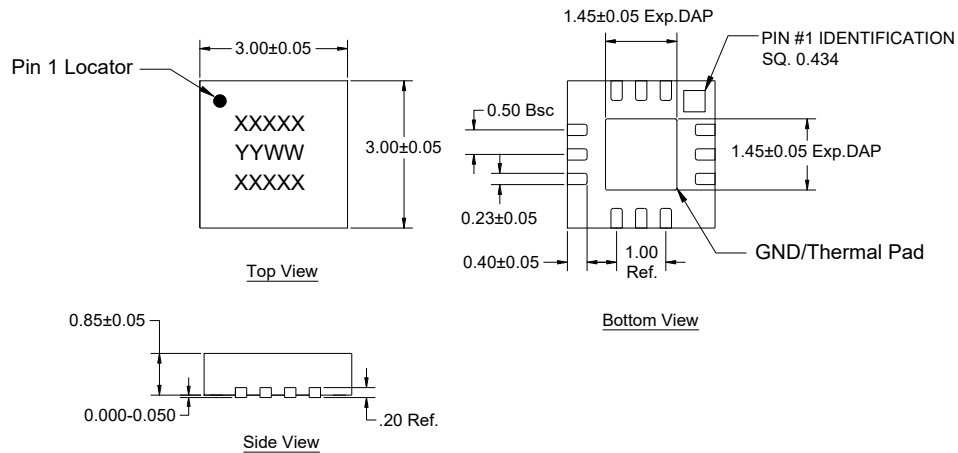 3.00±0.05
Pin 1 Locator
XXXXX
YYWW
XXXXX
3.00±0.05
Top View
1.45±0.05 Exp.DAP
PIN #1 IDENTIFICATION
SQ. 0.434
0.50 Bsc
1.45±0.05 Exp.DAP
0.23±0.05
0.40±0.05
1.00
Ref.
GND/Thermal Pad
Bottom View
0.85±0.05
0.000-0.050
.20 Ref.
Side View